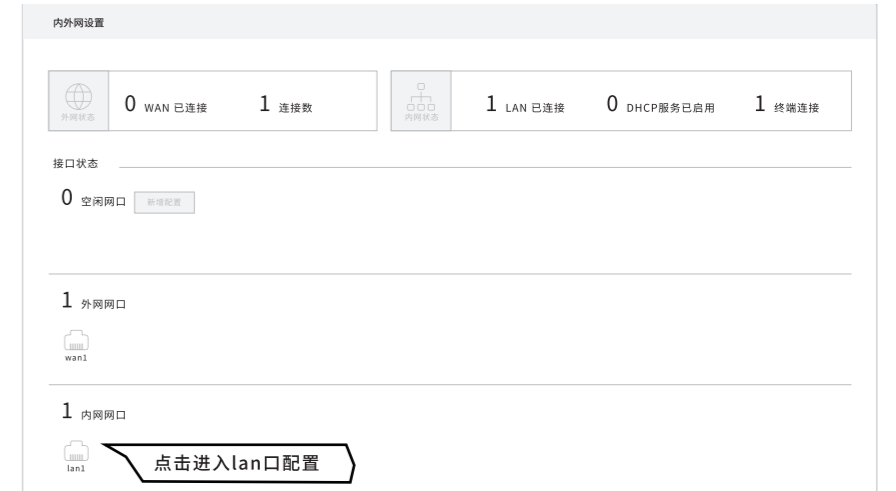 内外网设置
外网状态
0 WAN 已连接 1 连接数
内网状态
1 LAN 已连接 0 DHCP服务已启用 1 终端连接
接口状态
0 空闲网口 新增配置
1 外网网口
wan1
1 内网网口
lan1
点击进入lan口配置